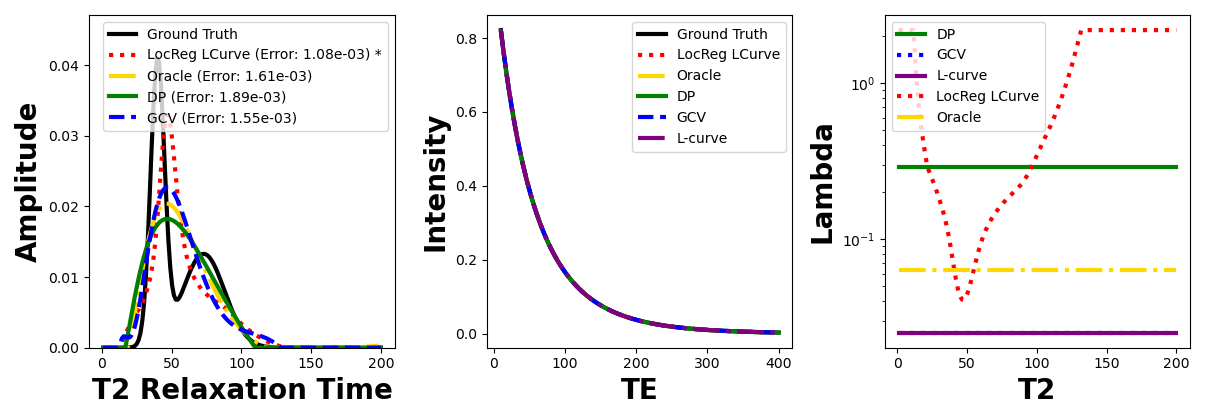 Ground Truth
LocReg LCurve (Error: 1.08e-03) *
Oracle (Error: 1.61e-03)
DP (Error: 1.89e-03)
GCV (Error: 1.55e-03)
0.04
0.03
0.02
0.01
0.00
Amplitude
0 50 100 150 200
T2 Relaxation Time
Ground Truth
LocReg LCurve
Oracle
DP
GCV
L-curve
0.8
0.6
0.4
0.2
0.0
Intensity
0 100 200 300 400
TE
DP
GCV
L-curve
LocReg LCurve
Oracle
10⁰
10⁻¹
Lambda
0 50 100 150 200
T2